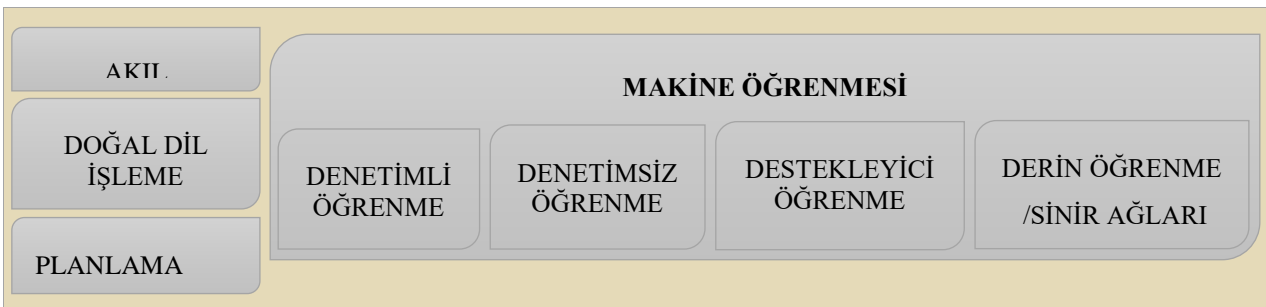 AKIL
DOĞAL DİL
İŞLEME
PLANLAMA
MAKİNE ÖĞRENMESİ
DENETİMLİ
ÖĞRENME
DENETİMSİZ
ÖĞRENME
DESTEKLEYİCİ
ÖĞRENME
DERİN ÖĞRENME
/SİNİR AĞLARI